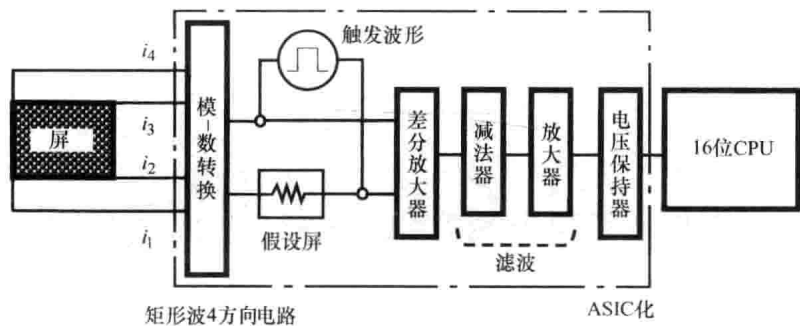 触发波形
i4
i3
i2
i1
屏
模-数转换
假设屏
差分放大器
减法器
放大器
电压保持器
16位CPU
滤波
矩形波4方向电路
ASIC化